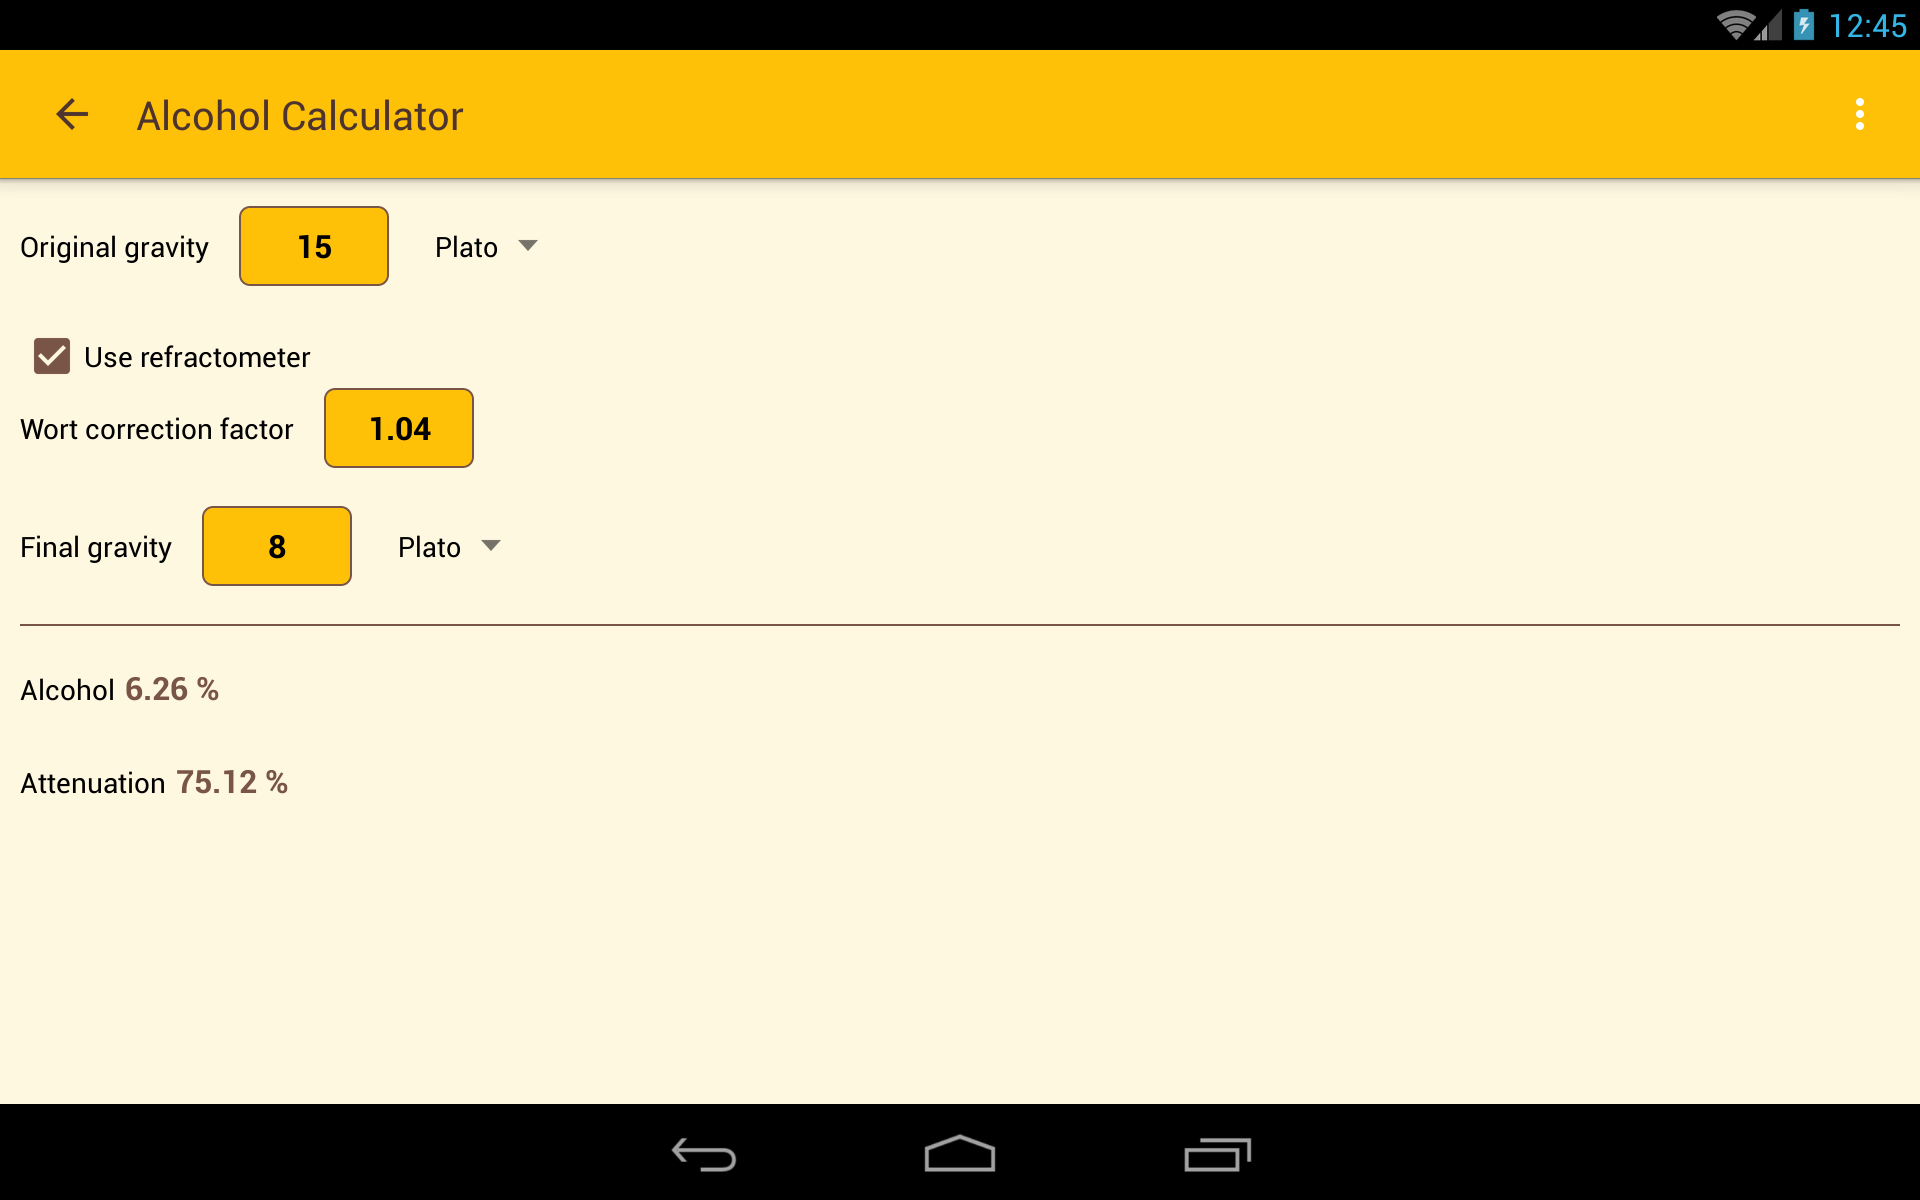 12:45
Alcohol Calculator
Original gravity 15 Plato
Use refractometer
Wort correction factor 1.04
Final gravity 8 Plato
Alcohol 6.26 %
Attenuation 75.12 %